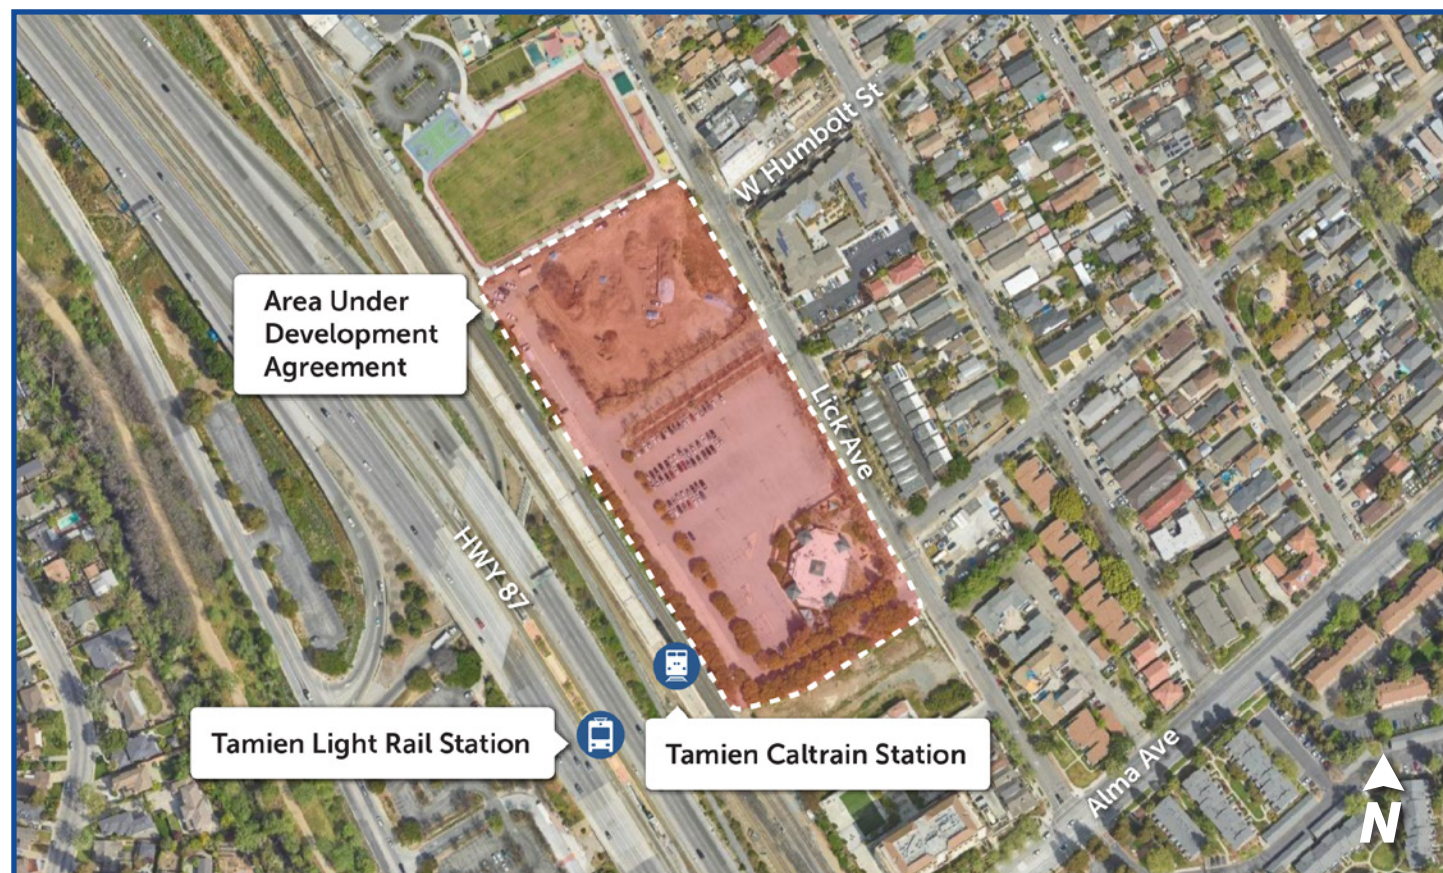 W Humbolt St
Area Under
Development
Agreement
Lick Ave
HWY 87
Tamien Light Rail Station
Tamien Caltrain Station
Alma Ave
N